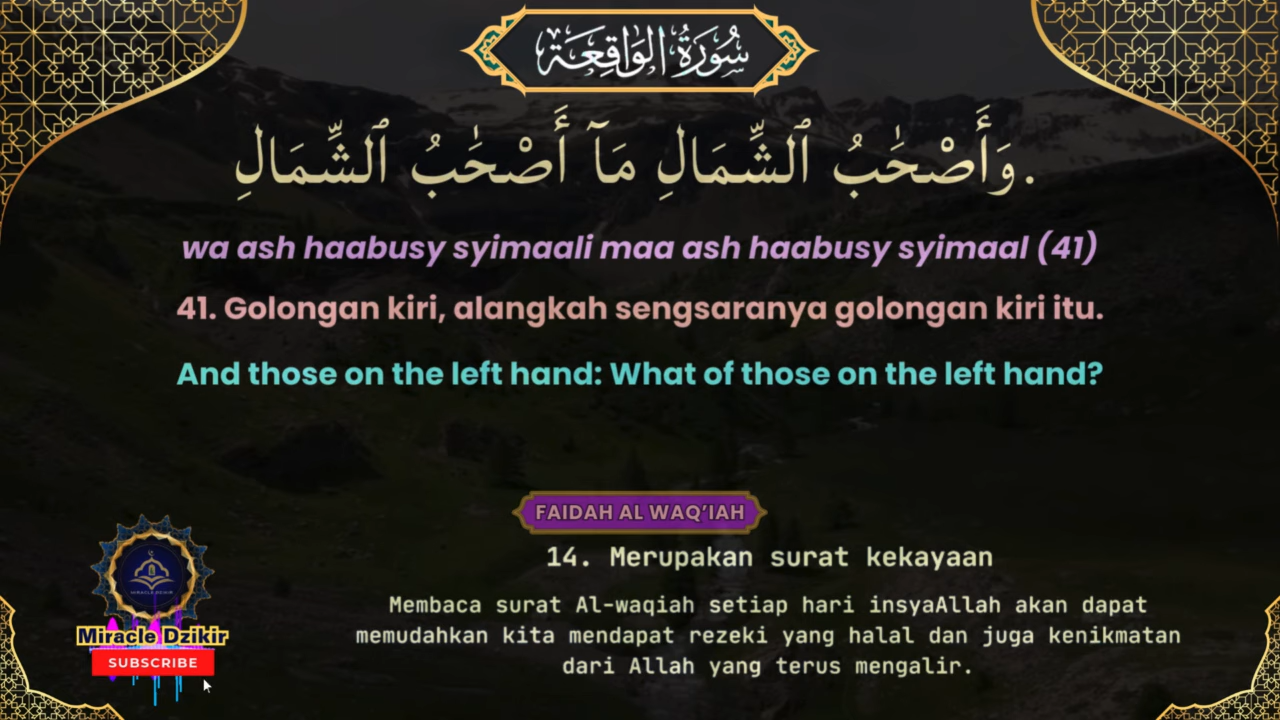 سُورَةُ الوَاقِعَة
وَأَصْحَٰبُ ٱلشِّمَالِ مَآ أَصْحَٰبُ ٱلشِّمَالِ.
wa ash haabusy syimaali maa ash haabusy syimaal (41)
41. Golongan kiri, alangkah sengsaranya golongan kiri itu.
And those on the left hand: What of those on the left hand?
FAIDAH AL WAQ’IAH
14. Merupakan surat kekayaan
Membaca surat Al-waqiah setiap hari insyaAllah akan dapat
memudahkan kita mendapat rezeki yang halal dan juga kenikmatan
dari Allah yang terus mengalir.
MIRACLE DZIKIR
Miracle Dzikir
SUBSCRIBE